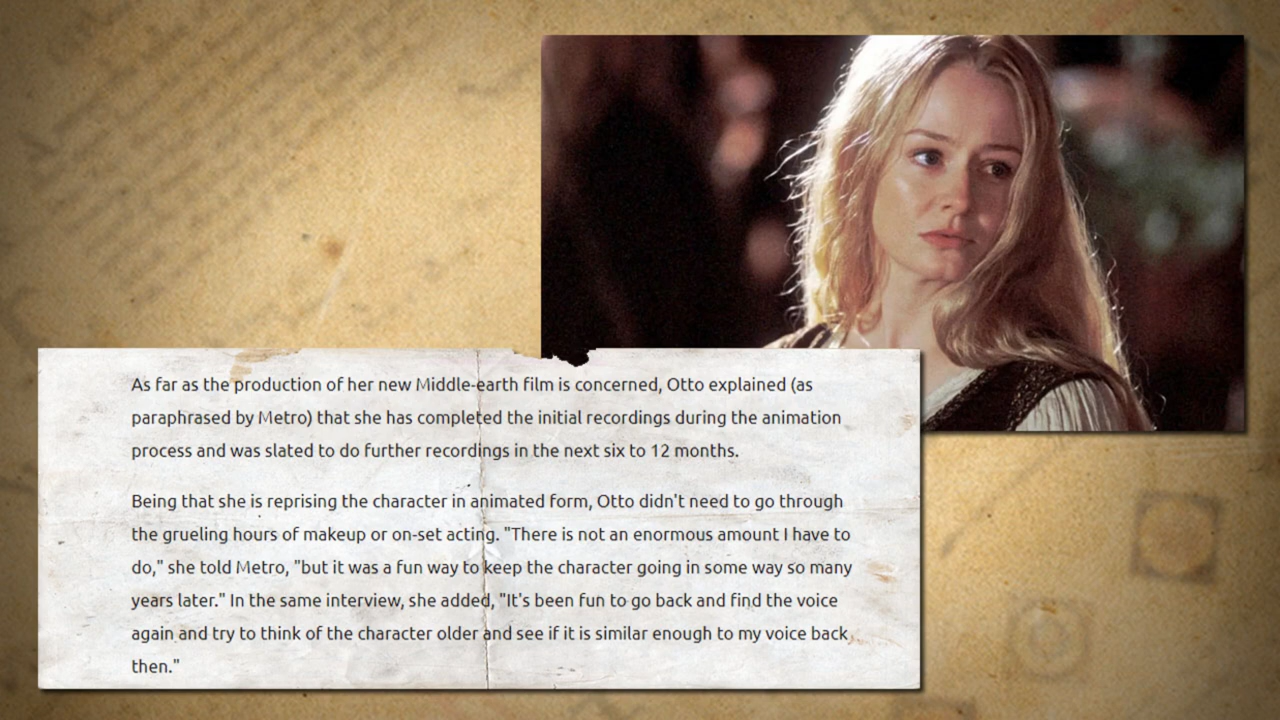 As far as the production of her new Middle-earth film is concerned, Otto explained (as
paraphrased by Metro) that she has completed the initial recordings during the animation
process and was slated to do further recordings in the next six to 12 months.
Being that she is reprising the character in animated form, Otto didn't need to go through
the grueling hours of makeup or on-set acting. "There is not an enormous amount I have to
do," she told Metro, "but it was a fun way to keep the character going in some way so many
years later." In the same interview, she added, "It's been fun to go back and find the voice
again and try to think of the character older and see if it is similar enough to my voice back
then."